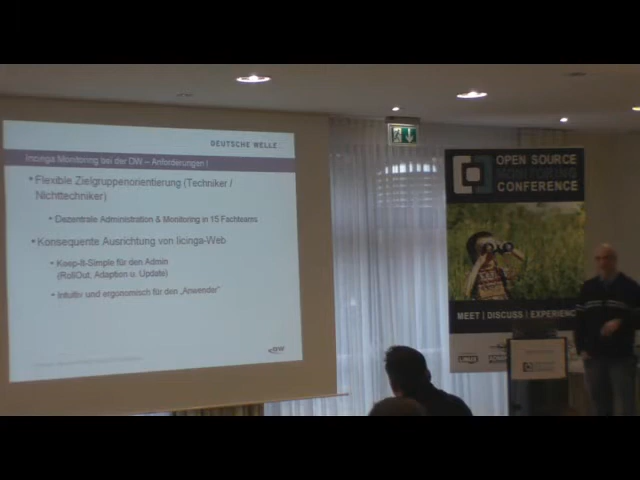 DEUTSCHE WELLE
Icinga Monitoring bei der DW – Anforderungen I
Flexible Zielgruppenorientierung (Techniker /
Nichttechniker)
Dezentrale Administration & Monitoring in 15 Fachteams
Konsequente Ausrichtung von Icinga-Web
Keep-It-Simple für den Admin
(RollOut, Adaption u. Update)
Intuitiv und ergonomisch für den „Anwender"
OPEN SOURCE
MONITORING
CONFERENCE
MEET | DISCUSS | EXPERIENCE